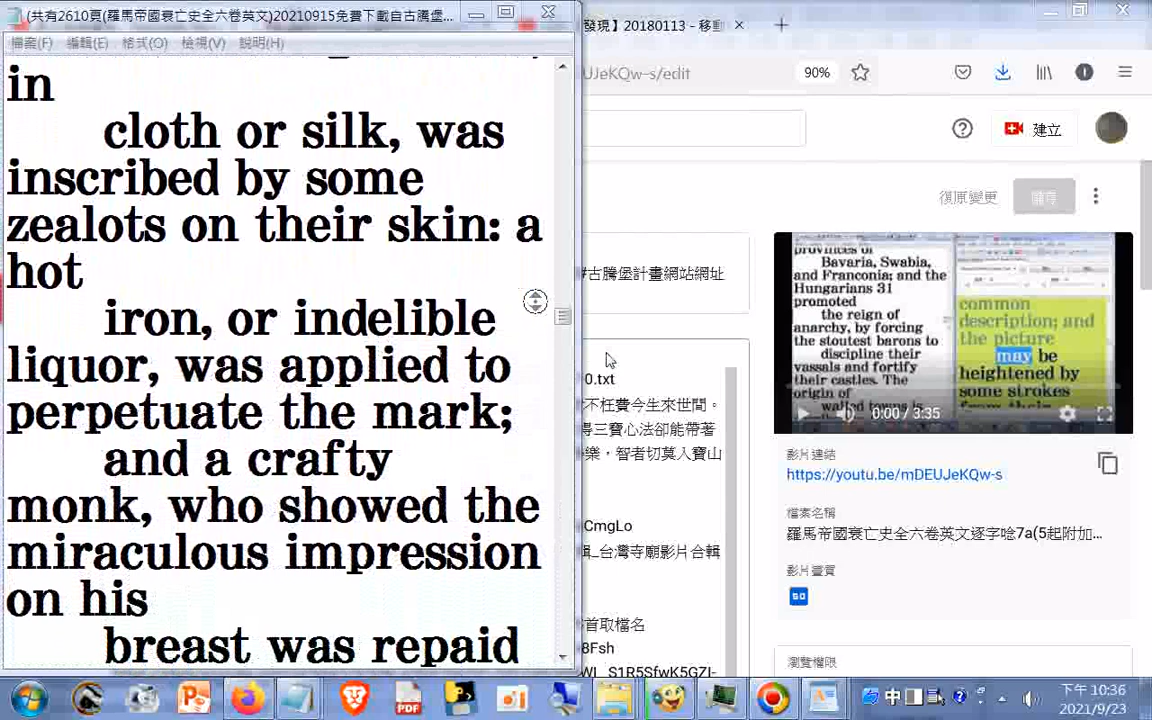 (共有2610頁(羅馬帝國衰亡史全六卷英文)20210915免費下載自古騰堡...
檔案(F) 編輯(E) 格式(O) 檢視(V) 說明(H)
in
cloth or silk, was
inscribed by some
zealots on their skin: a
hot
iron, or indelible
liquor, was applied to
perpetuate the mark;
and a crafty
monk, who showed the
miraculous impression
on his
breast was repaid
發現】20180113 - 移動
JJeKQw-s/edit
90%
建立
復原變更
儲存
#古騰堡計畫網站網址
0.txt
不枉費今生來世間。
得三寶心法卻能帶著
樂，智者切莫入寶山
CmgLo
輯_台灣寺廟影片合輯
首取檔名
8Fsh
WI_S1R5SfwK5GZI-
provinces of
Bavaria, Swabia,
and Franconia; and the
Hungarians 31
promoted
the reign of
anarchy, by forcing
the stoutest barons to
discipline their
vassals and fortify
their castles. The
origin of
walled towns is
common
description; and
the picture
may be
heightened by
some strokes
0:00 / 3:35
影片連結
https://youtu.be/mDEUJeKQw-s
檔案名稱
羅馬帝國衰亡史全六卷英文逐字唸7a(5起附加...
影片畫質
SD
瀏覽權限
中
下午 10:36
2021/9/23